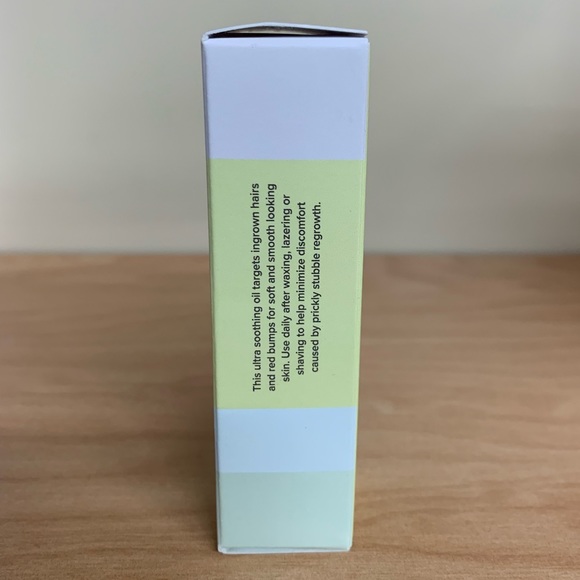 This ultra soothing oil targets ingrown hairs
and red bumps for soft and smooth looking
skin. Use daily after waxing, lazering or
shaving to help minimize discomfort
caused by prickly stubble regrowth.